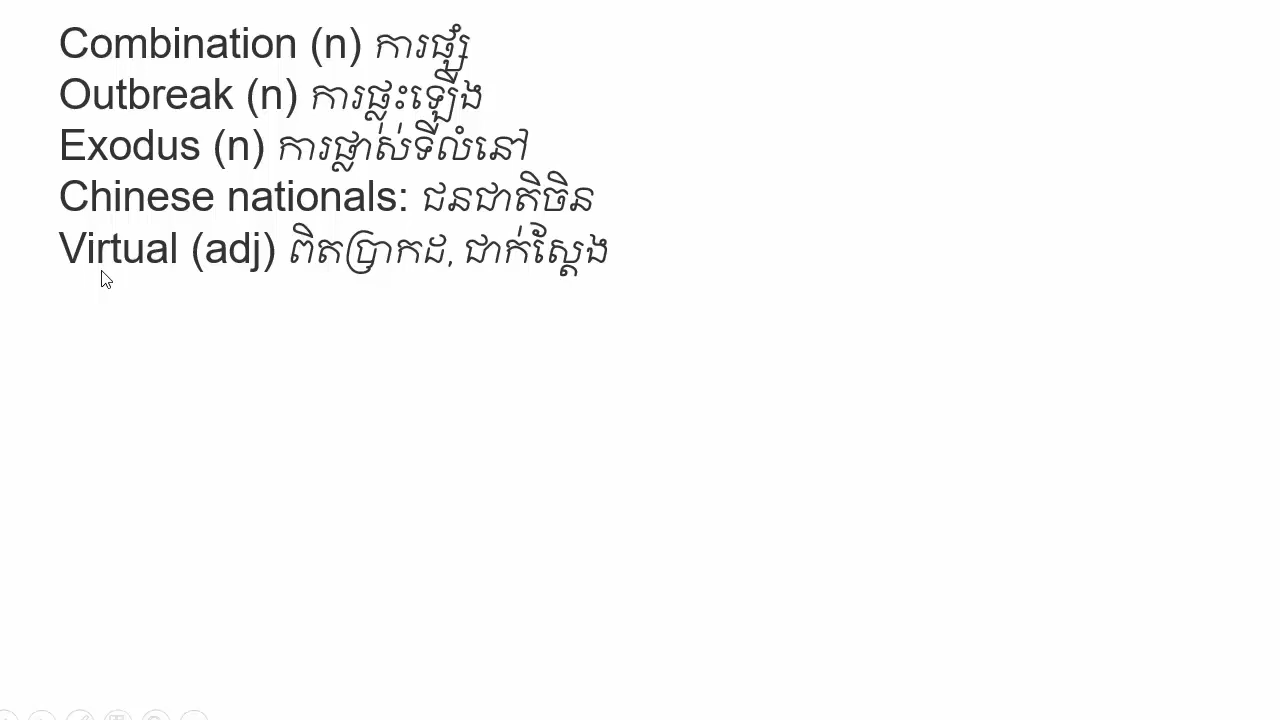 Combination (n) ការផ្សំ
Outbreak (n) ការផ្ទុះឡើង
Exodus (n) ការផ្លាស់ទីលំនៅ
Chinese nationals: ជនជាតិចិន
Virtual (adj) ពិតប្រាកដ, ជាក់ស្តែង